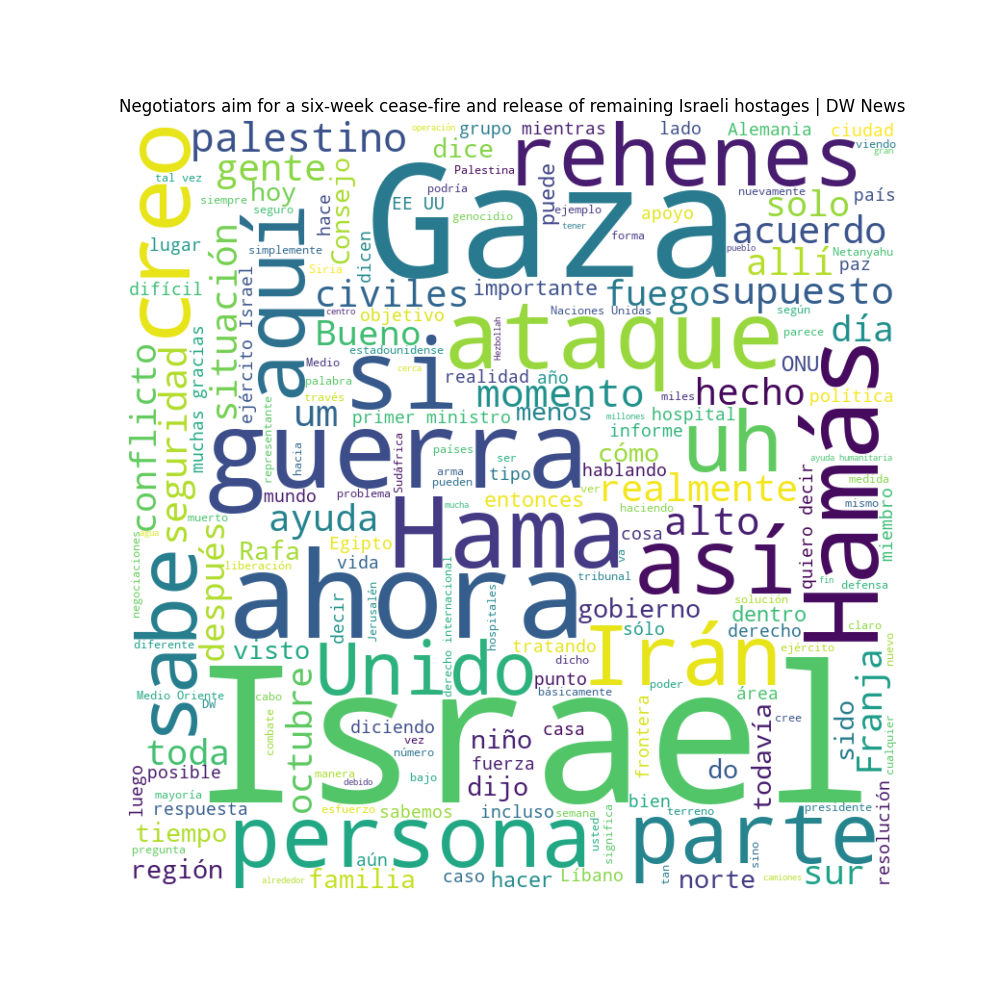 Negotiators aim for a six-week cease-fire and release of remaining Israeli hostages | DW News
creo
palestino
operación
grupo
mientras
lado
Alemania
ciudad
viendo
gran
rehenes
gente
dice
Palestina
tal vez
siempre
hoy
seguro
hace
Consejo
EE UU
podría
genocidio
Gaza
puede
ejemplo
tener
apoyo
forma
nuevamente
solo
país
pueblo
acuerdo
Netanyahu
lugar
simplemente
aquí
situación
dicen
Siria
allí
paz
difícil
ejército Israel
civiles
importante
fuego
supuesto
centro
objetivo
Hezbollah
Naciones Unidas
según
Bueno
ataque
parece
día
conflicto
seguridad
muchas gracias
estadounidense
Medio
si
cerca
realidad
año
ONU
Hamás
palabra
través
momento
miles
hecho
política
representante
um
primer ministro
menos
millones
hospital
guerra
informe
uh
hacia
Sudáfrica
países
ser
cómo
ayuda humanitaria
mundo
problema
arma
pueden
tipo
hablando
ver
realmente
quiero decir
medida
mucha
entonces
haciendo
mismo
miembro
negociaciones
agua
muerto
después
ayuda
Hama
cosa
alto
Rafa
Egipto
va
así
sabe
liberación
vida
tribunal
fin
defensa
ahora
decir
Jerusalén
derecho internacional
hospitales
gobierno
solución
dentro
diferente
visto
tratando
sólo
derecho
claro
Irán
ejército
nuevo
Unido
dicho
punto
básicamente
poder
área
Medio Oriente
DW
cabo
Israel
octubre
combate
diciendo
vez
número
casa
niño
frontera
todavía
cree
sido
Franja
cualquier
toda
posible
luego
manera
debido
bajo
fuerza
dijo
do
mayoría
respuesta
esfuerzo
sabemos
incluso
semana
bien
terreno
presidente
resolución
tiempo
persona
usted
significa
parte
pregunta
región
aún
alrededor
familia
caso
hacer
Líbano
tan
norte
sino
camiones
sur